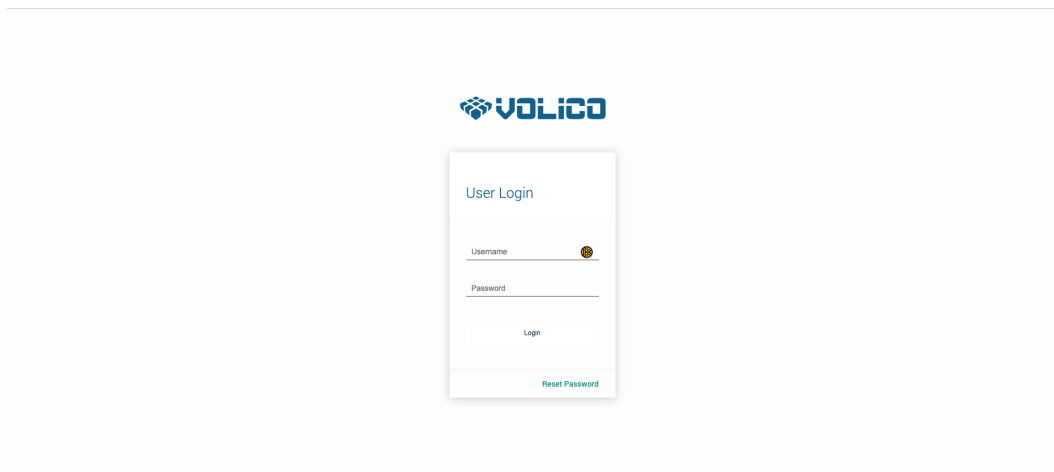 VOLICO
User Login
Username
Password
Login
Reset Password